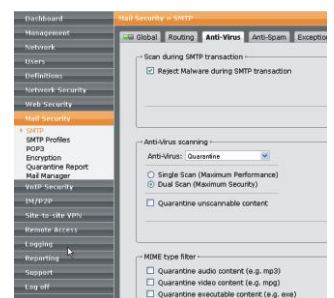 Dashboard
Management
Network
Users
Definitions
Network Security
Web Security
Mail Security
SMTP
SMTP Profiles
POP3
Encryption
Quarantine Report
Mail Manager
VoIP Security
IM/P2P
Site-to-site VPN
Remote Access
Logging
Reporting
Support
Log off
Mail Security » SMTP
Global Routing Anti-Virus Anti-Spam Exception
Scan during SMTP transaction
Reject Malware during SMTP transaction
Anti-Virus scanning
Anti-Virus: Quarantine
Single Scan (Maximum Performance)
Dual Scan (Maximum Security)
Quarantine unscannable content
MIME type filter
Quarantine audio content (e.g. mp3)
Quarantine video content (e.g. mpg)
Quarantine executable content (e.g. exe)